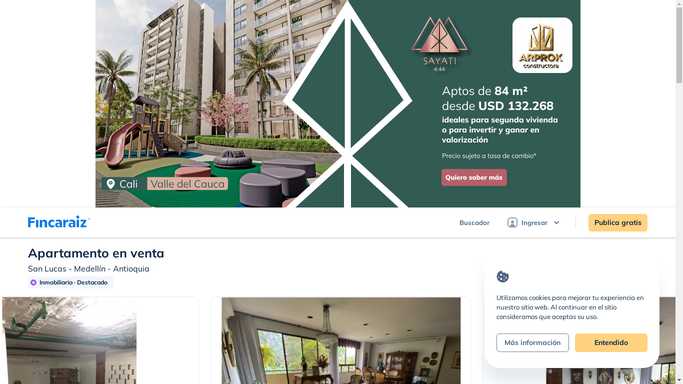 SAYATI
4:44
ARPROK
constructora
Aptos de 84 m²
desde USD 132.268
ideales para segunda vivienda
o para invertir y ganar en
valorización
Precio sujeto a tasa de cambio*
Quiero saber más
Cali
Valle del Cauca
Fincaraiz
Buscador
Ingresar
Publica gratis
Apartamento en venta
San Lucas - Medellín - Antioquia
Inmobiliaria - Destacado
Utilizamos cookies para mejorar tu experiencia en
nuestro sitio web. Al continuar en el sitio
consideramos que aceptas su uso.
Más información
Entendido